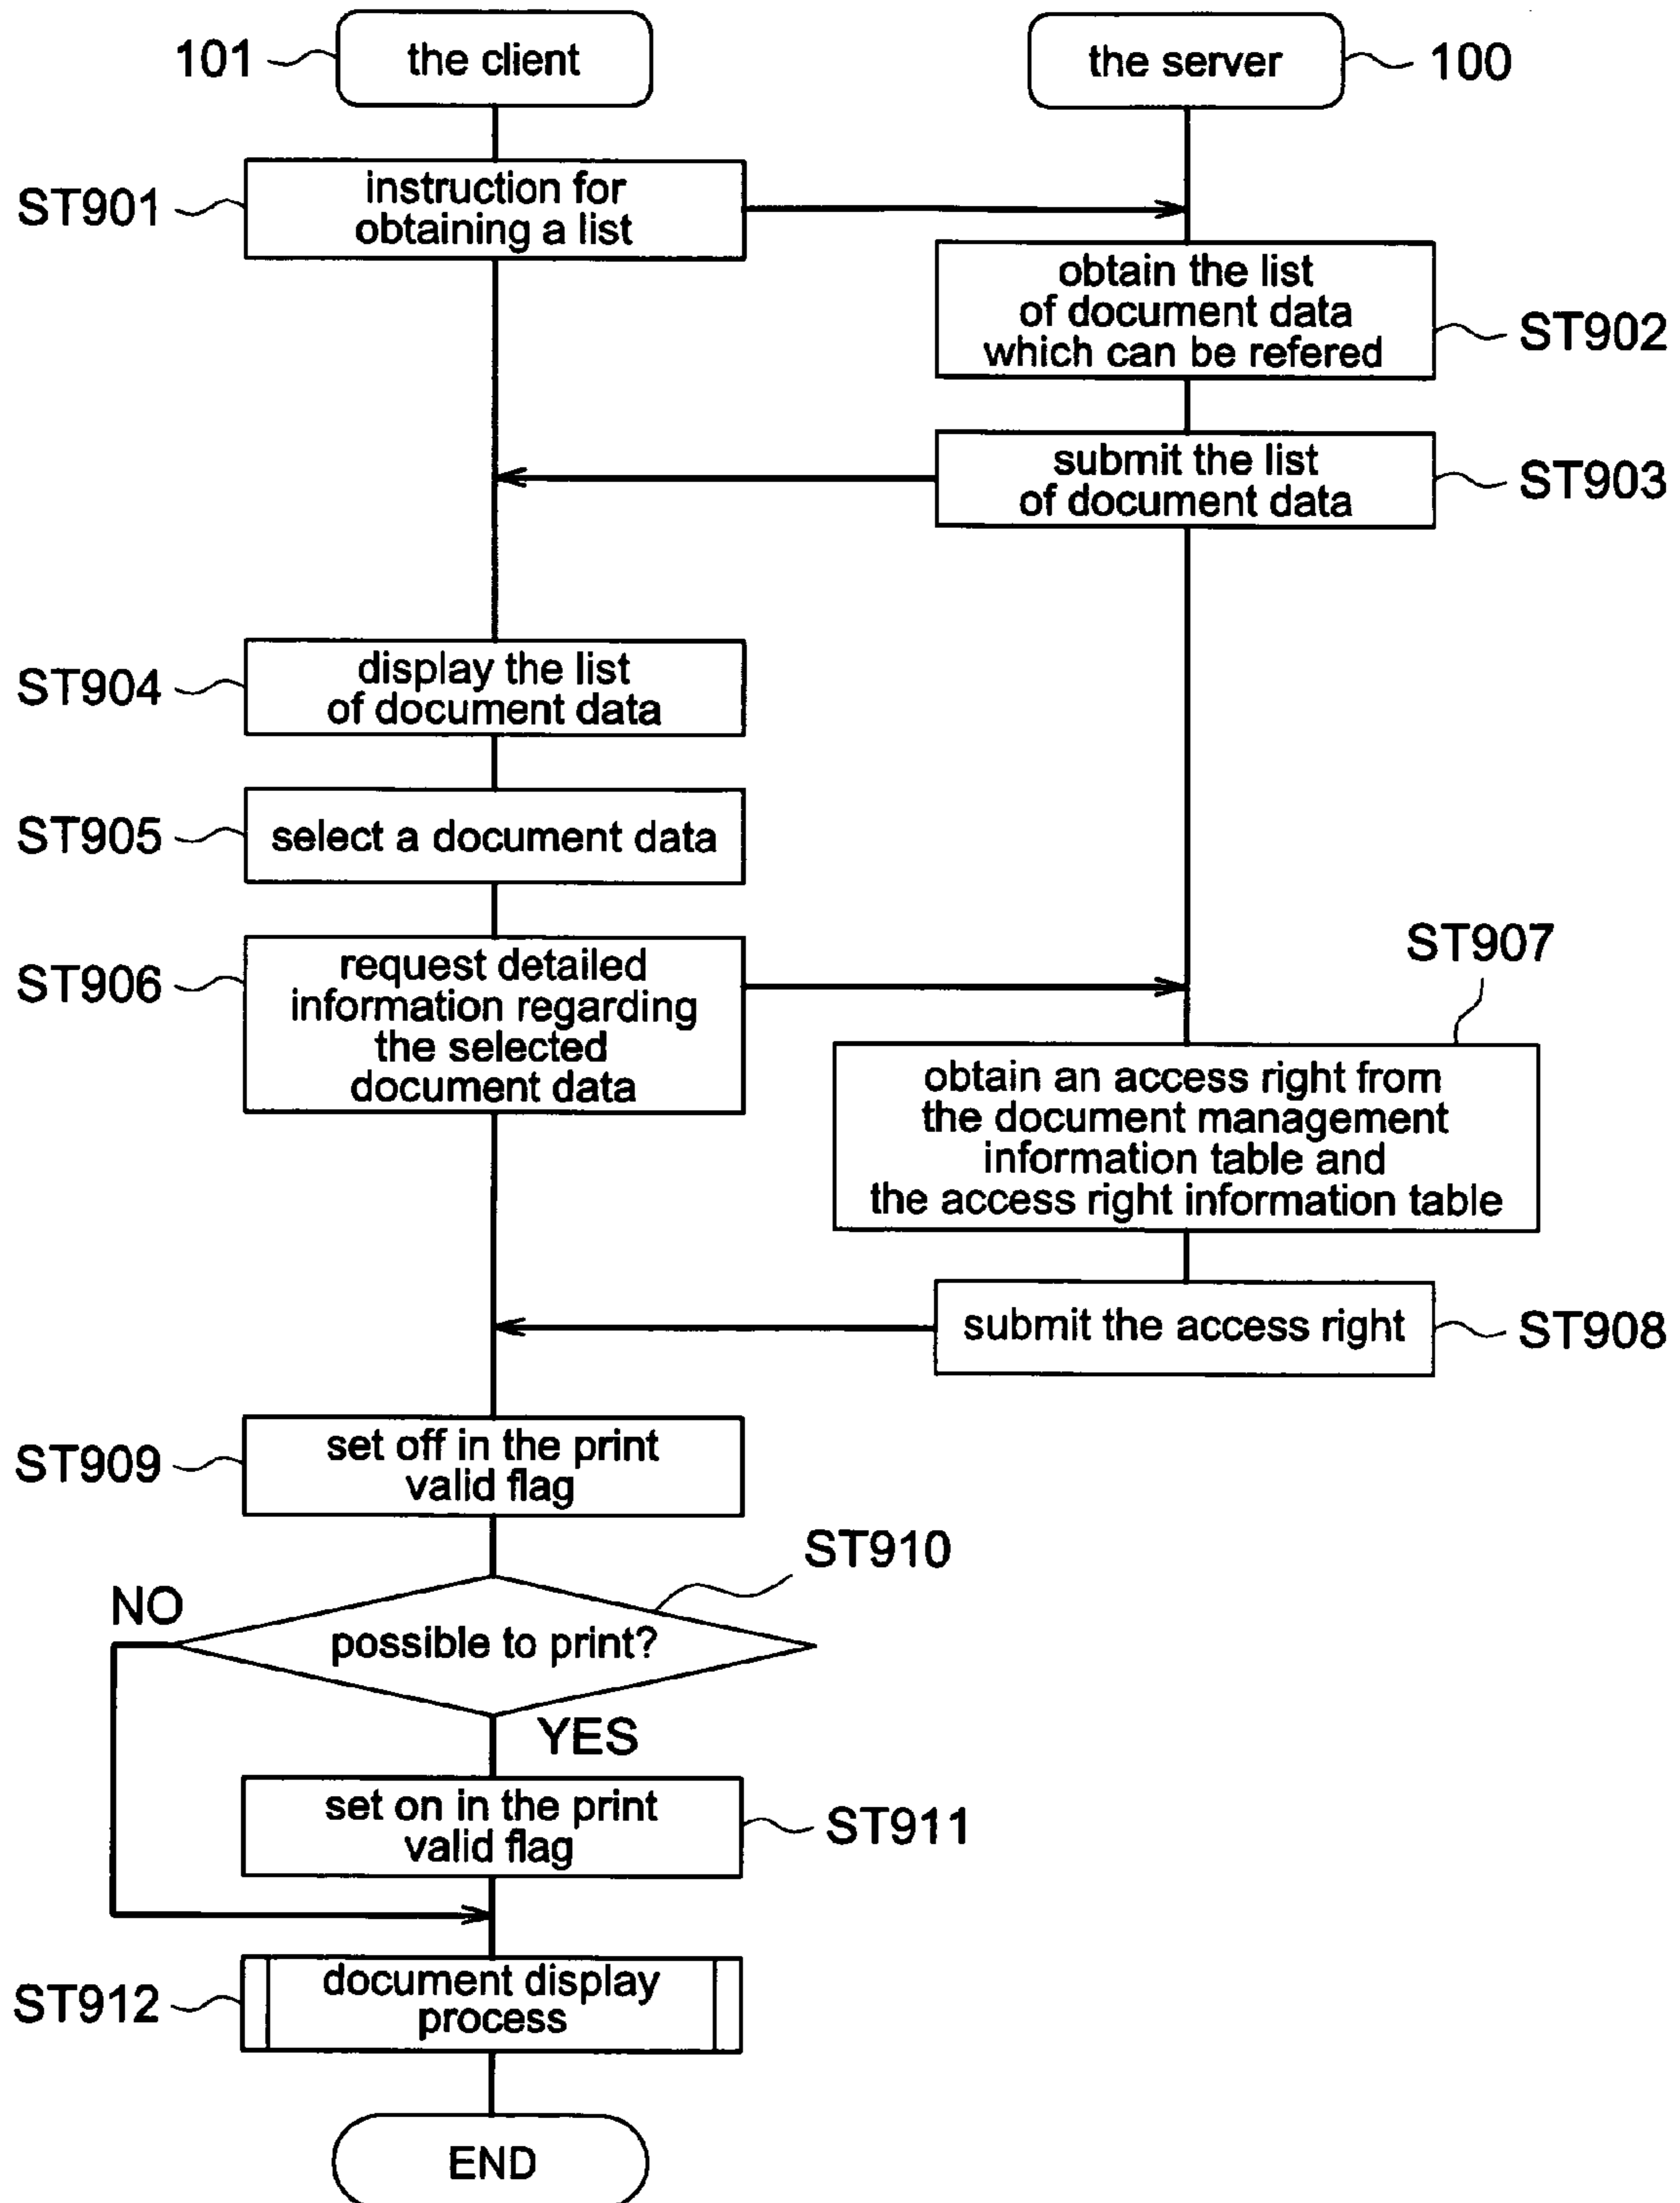 101
the client
the server
100
ST901
instruction for
obtaining a list
obtain the list
of document data
which can be refered
ST902
submit the list
of document data
ST903
ST904
display the list
of document data
ST905
select a document data
ST906
request detailed
information regarding
the selected
document data
ST907
obtain an access right from
the document management
information table and
the access right information table
submit the access right
ST908
ST909
set off in the print
valid flag
ST910
NO
possible to print?
YES
set on in the print
valid flag
ST911
ST912
document display
process
END